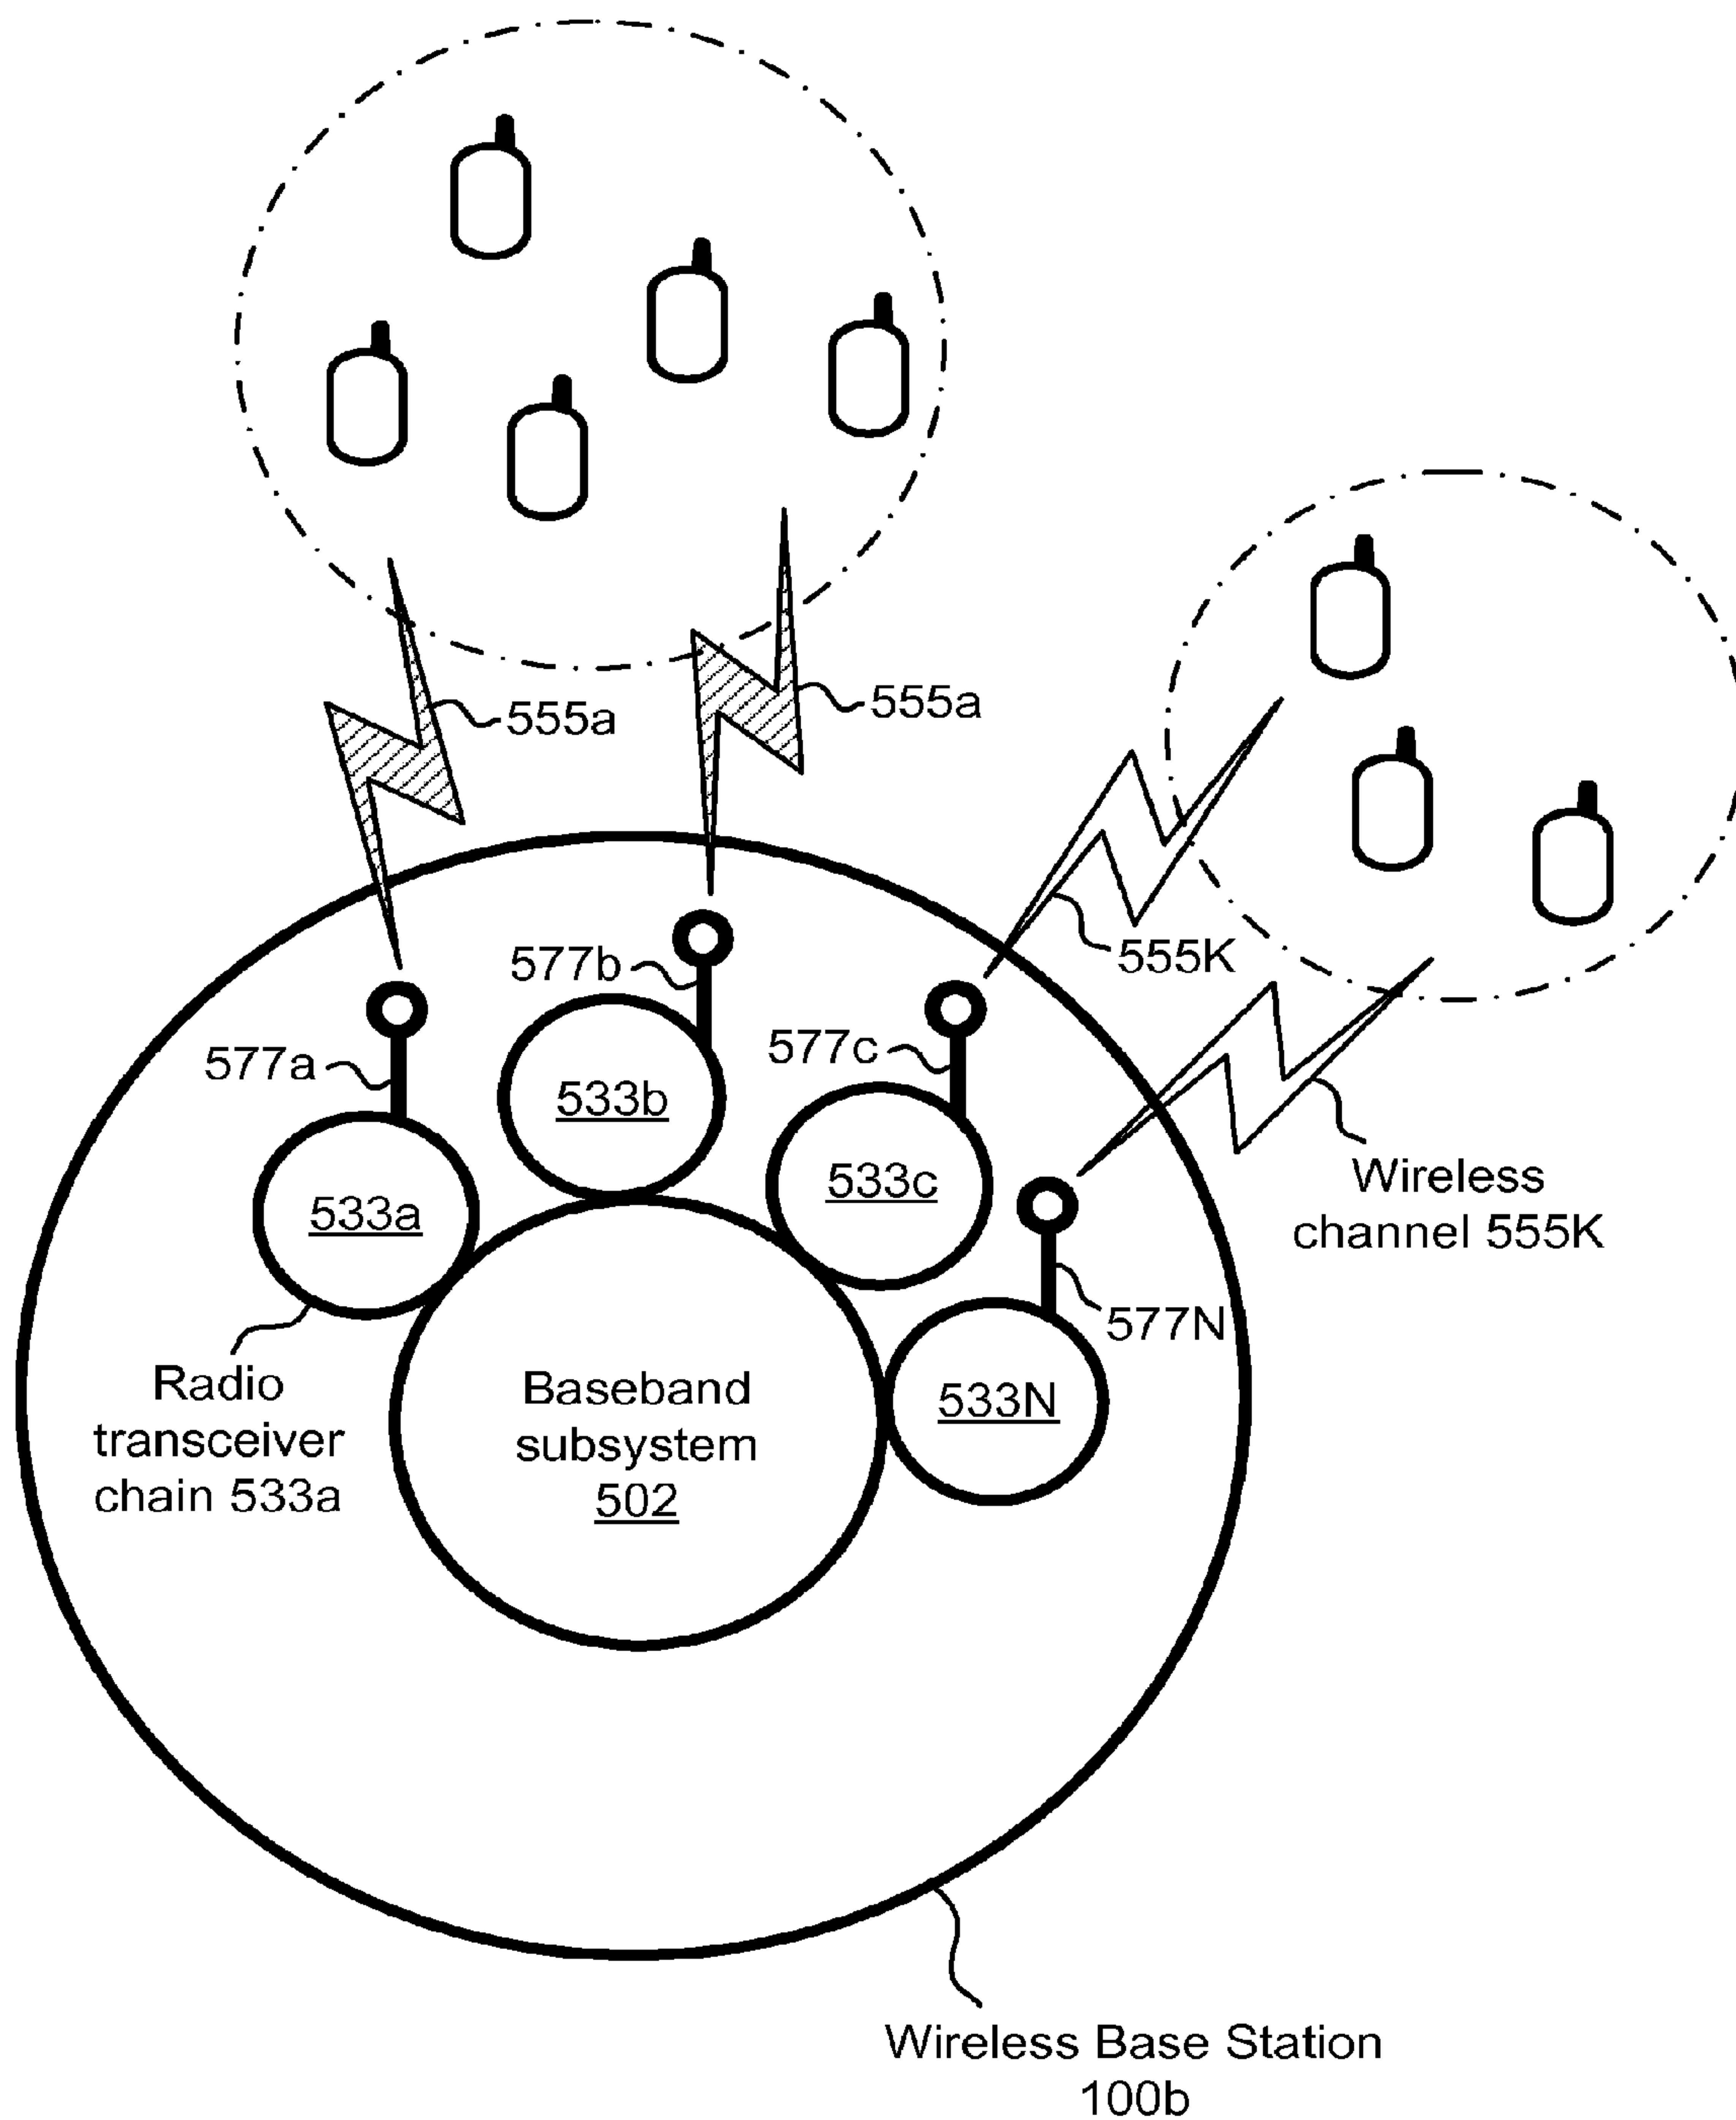 555a
555a
555K
577b
577c
577a
533b
533c
533a
Wireless
channel 555K
577N
Radio
transceiver
chain 533a
Baseband
subsystem
502
533N
Wireless Base Station
100b